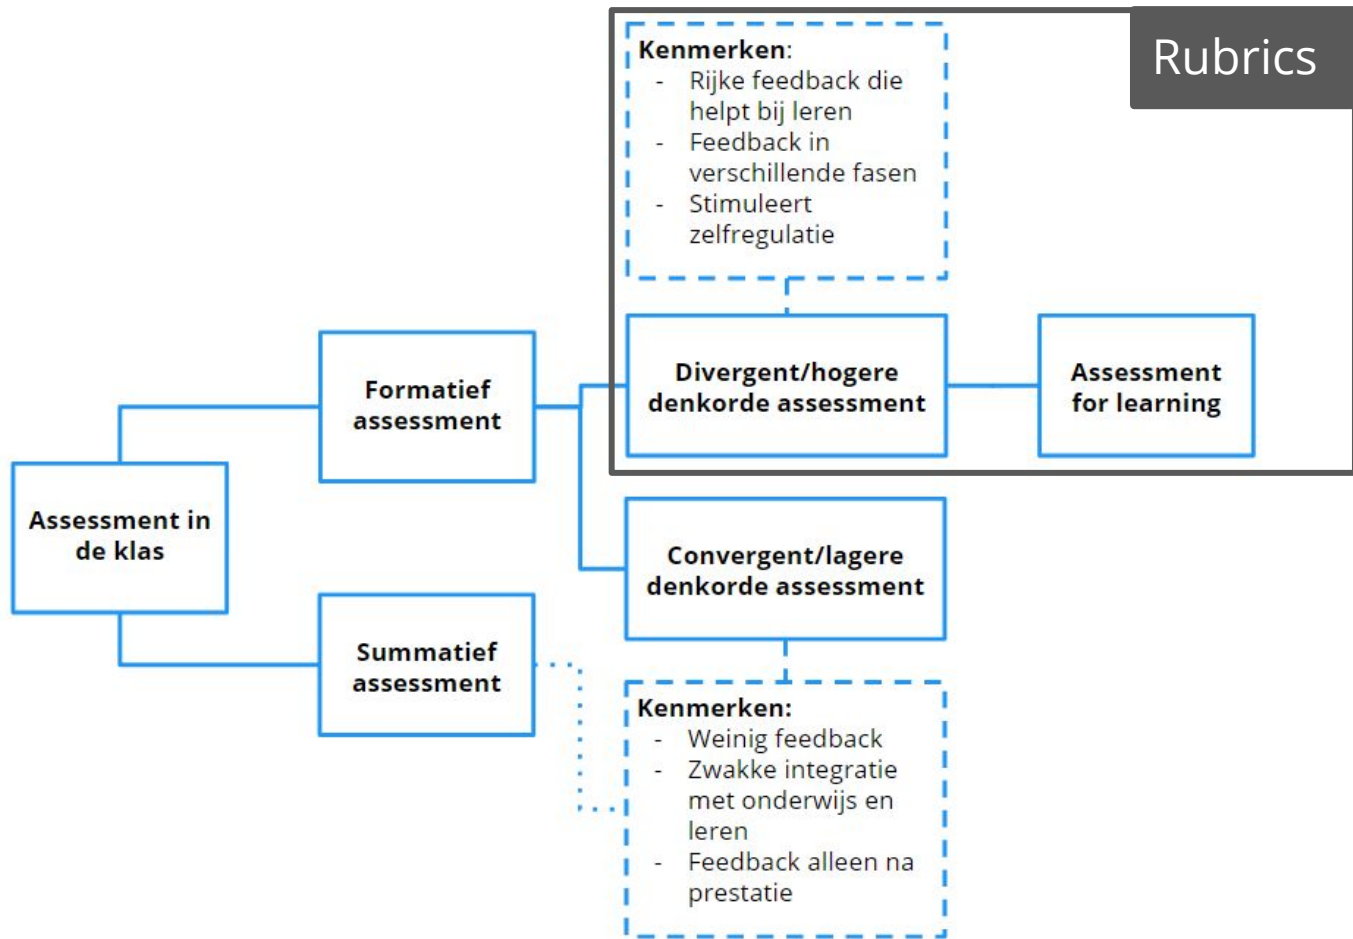 Rubrics
Kenmerken:
- Rijke feedback die
helpt bij leren
- Feedback in
verschillende fasen
- Stimuleert
zelfregulatie
Formatief
assessment
Divergent/hogere
denkorde assessment
Assessment
for learning
Assessment in
de klas
Convergent/lagere
denkorde assessment
Summatief
assessment
Kenmerken:
- Weinig feedback
- Zwakke integratie
met onderwijs en
leren
- Feedback alleen na
prestatie